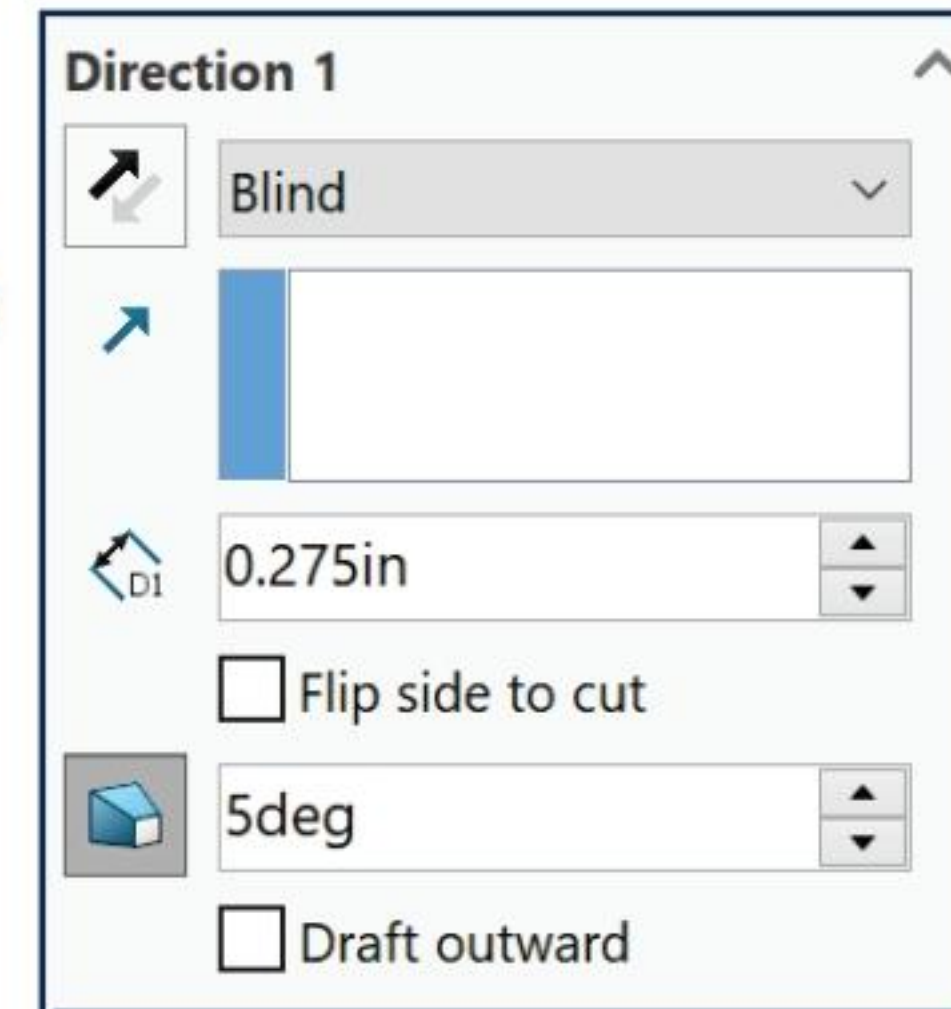 Direction 1
Blind
D1
0.275in
Flip side to cut
5deg
Draft outward